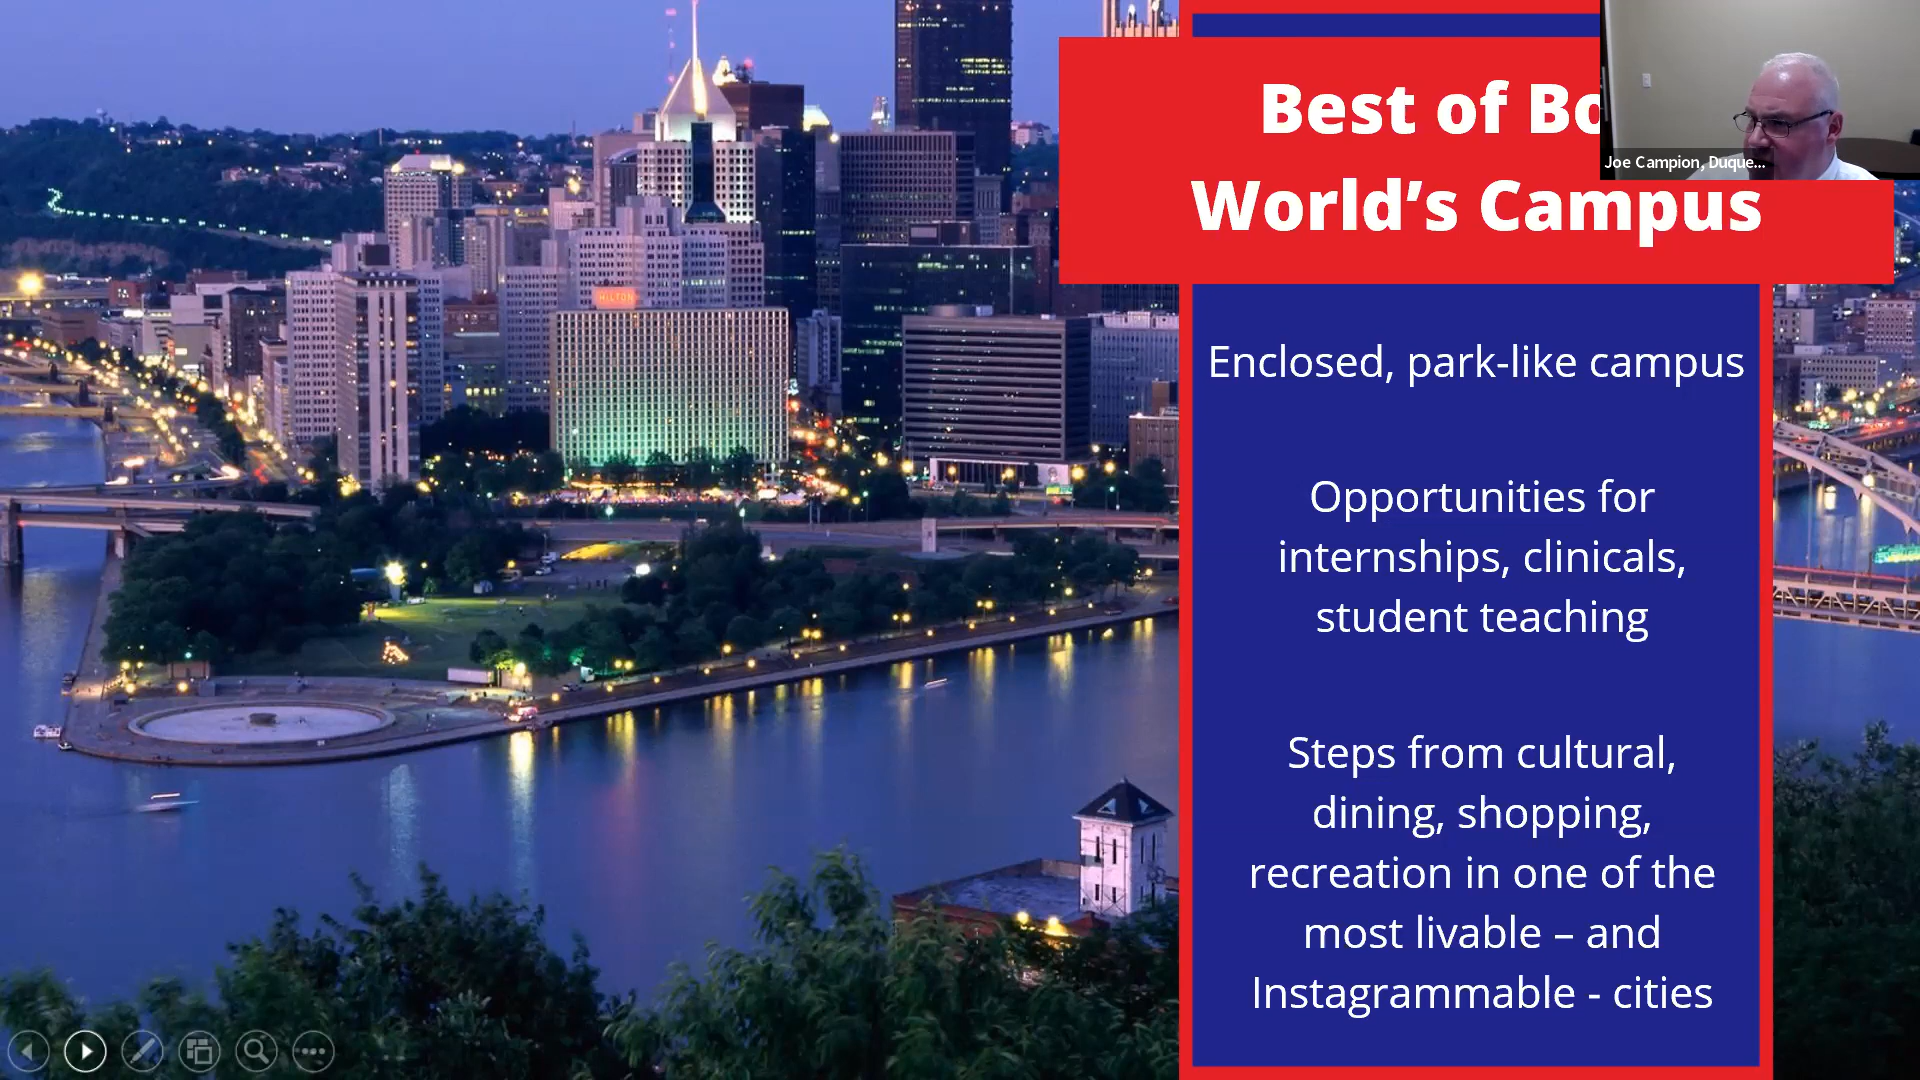 Best of Bo
World’s Campus
Joe Campion, Duque...
Enclosed, park-like campus
Opportunities for
internships, clinicals,
student teaching
Steps from cultural,
dining, shopping,
recreation in one of the
most livable – and
Instagrammable - cities
HILTON